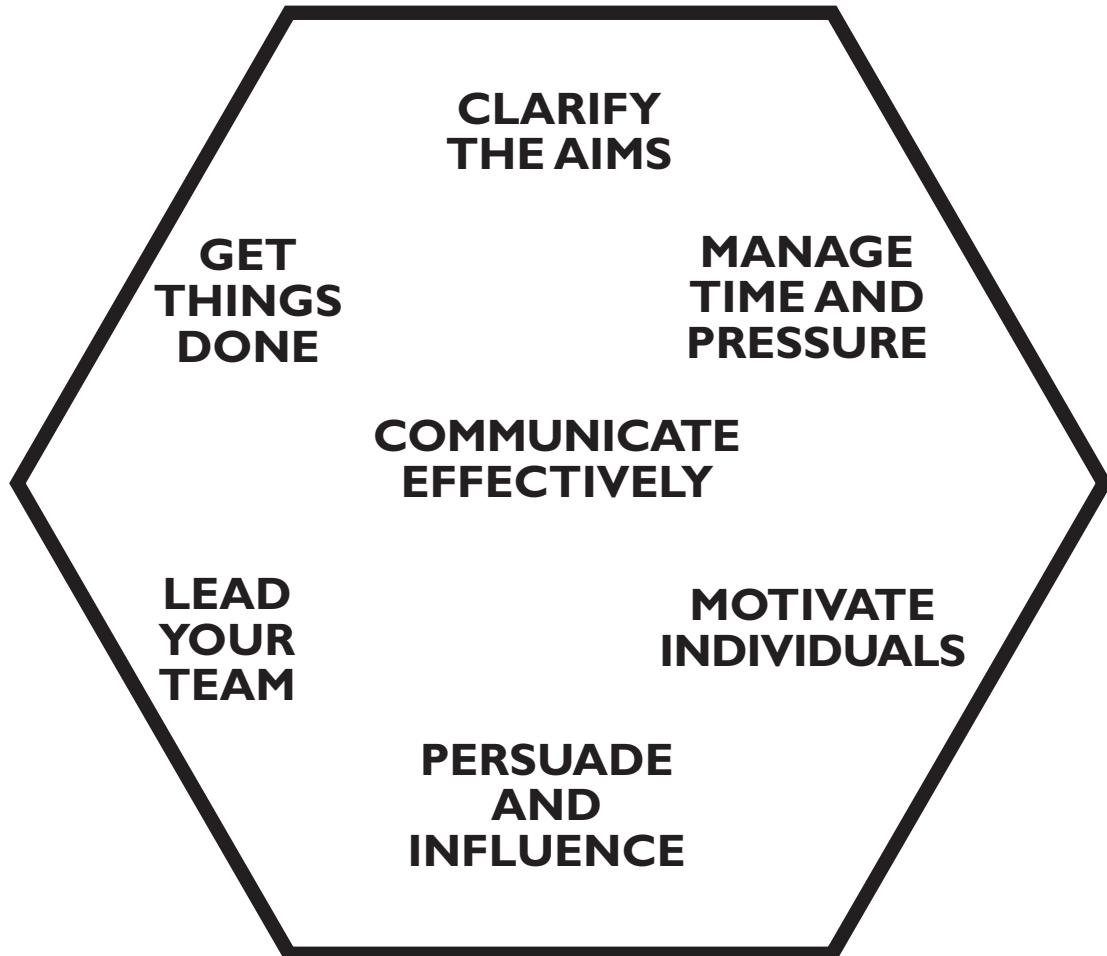 CLARIFY
THE AIMS
GET
THINGS
DONE
MANAGE
TIME AND
PRESSURE
COMMUNICATE
EFFECTIVELY
LEAD
YOUR
TEAM
MOTIVATE
INDIVIDUALS
PERSUADE
AND
INFLUENCE